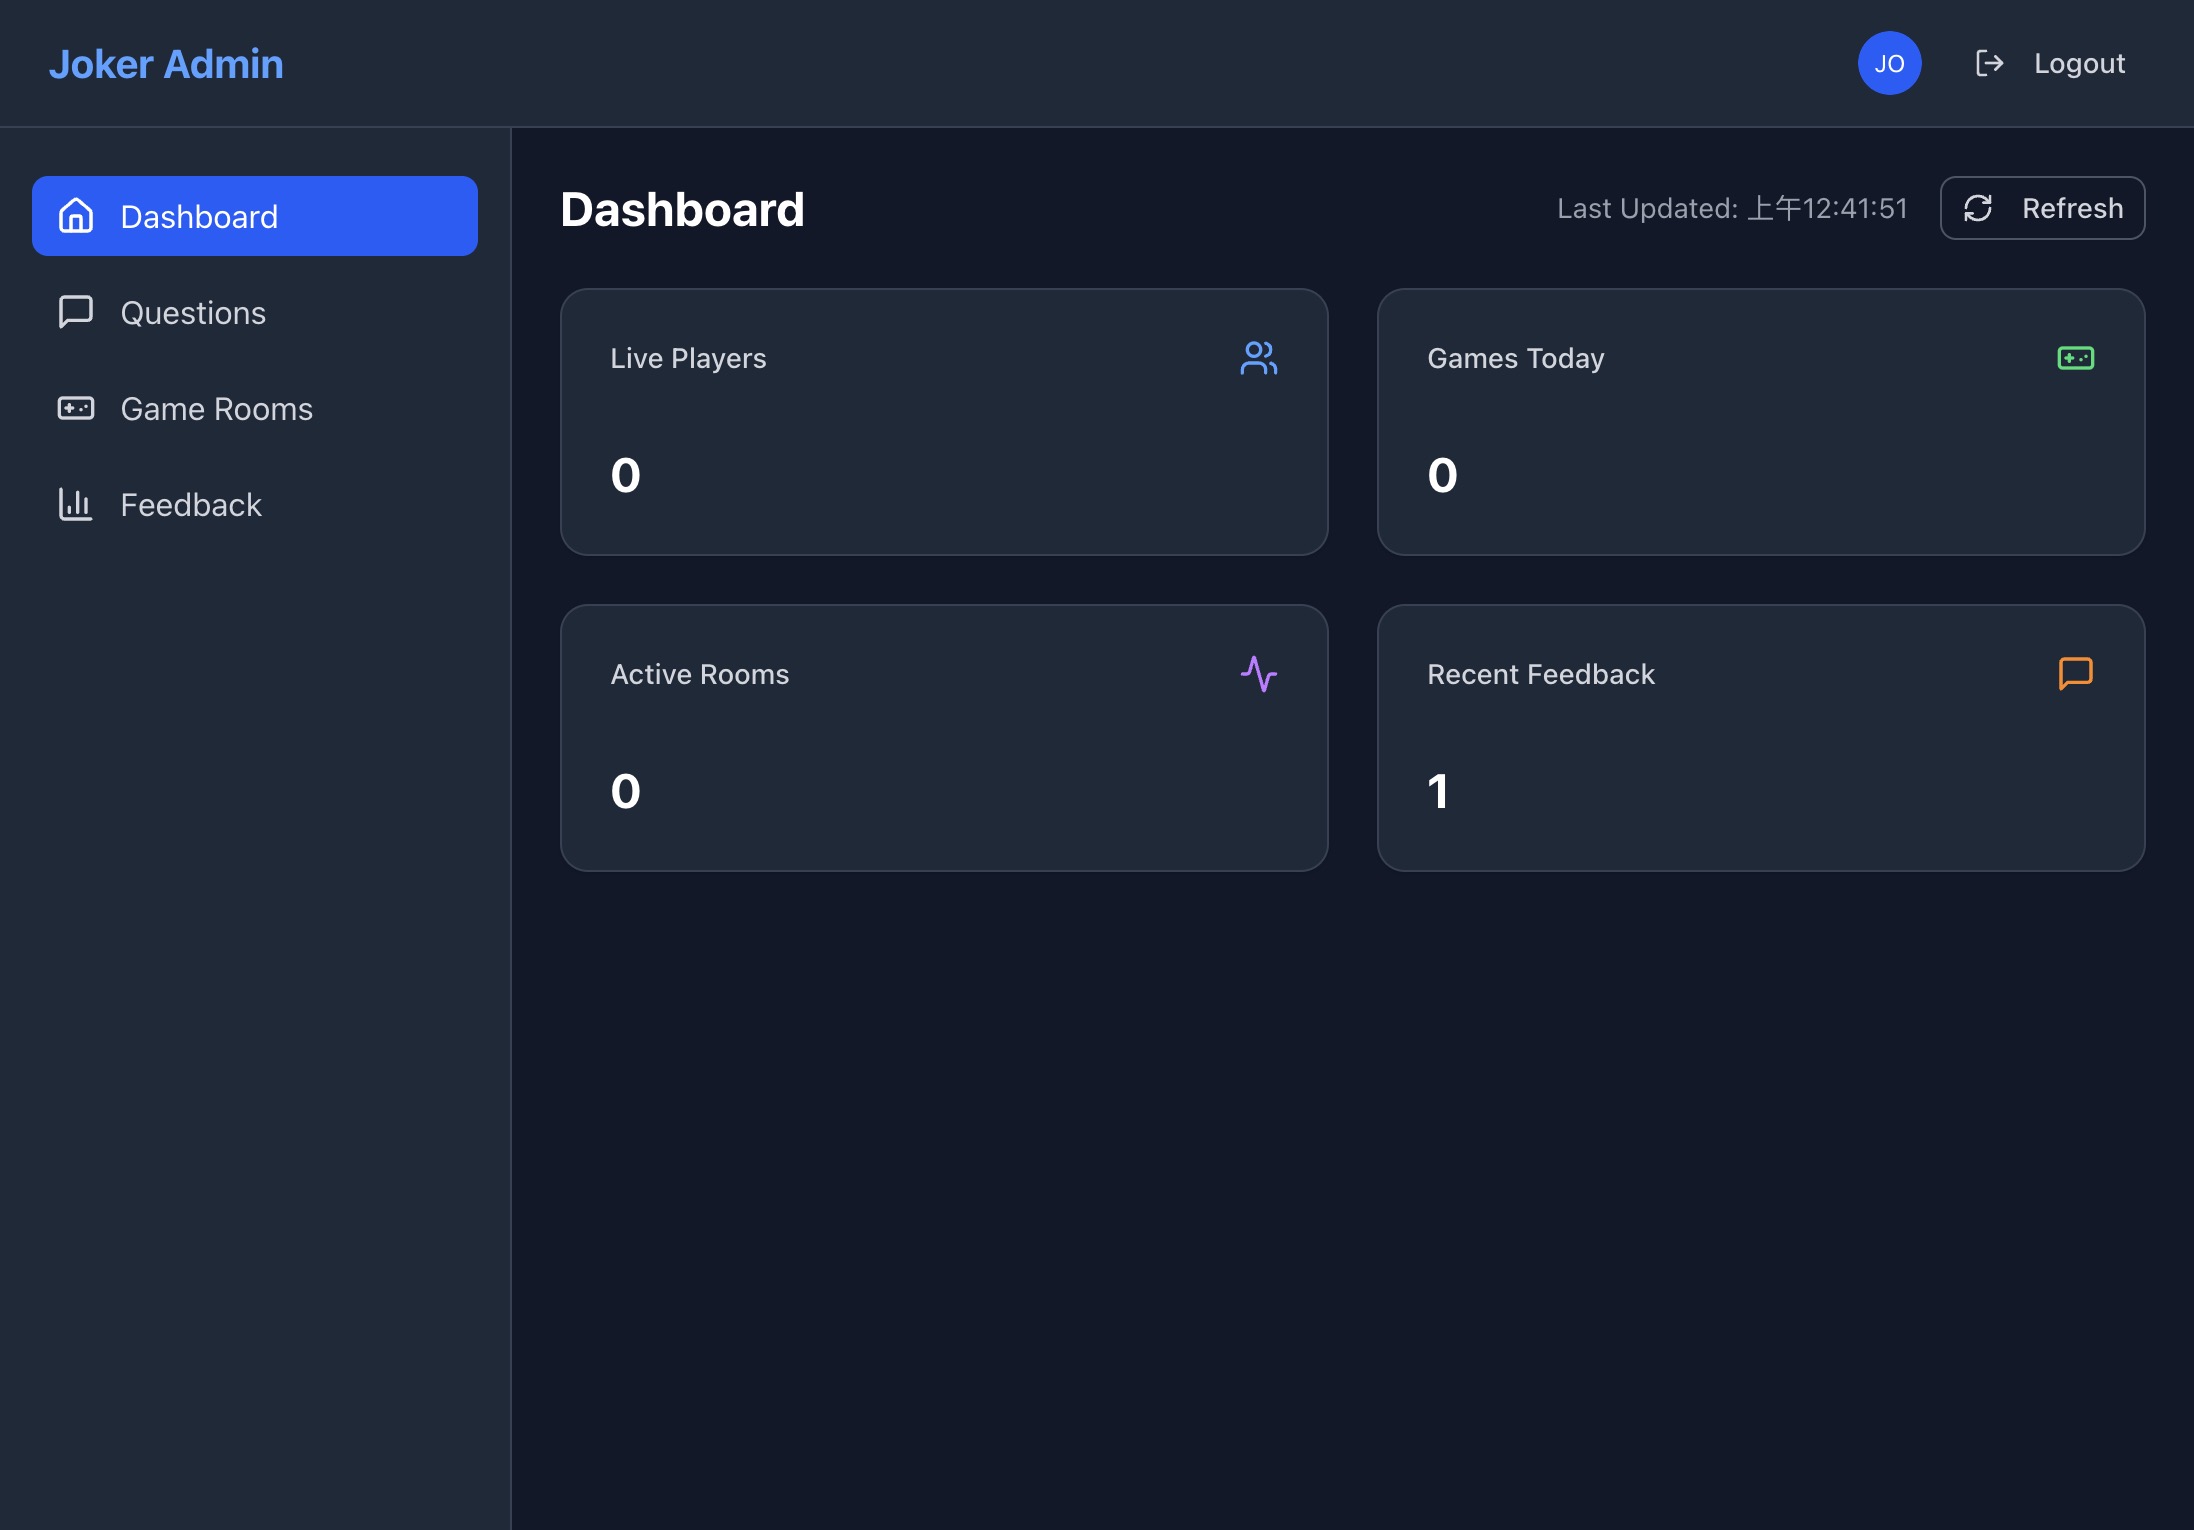 Joker Admin
JO
Logout
Dashboard
Questions
Game Rooms
Feedback
Dashboard
Last Updated: 上午12:41:51
Refresh
Live Players
0
Games Today
0
Active Rooms
0
Recent Feedback
1